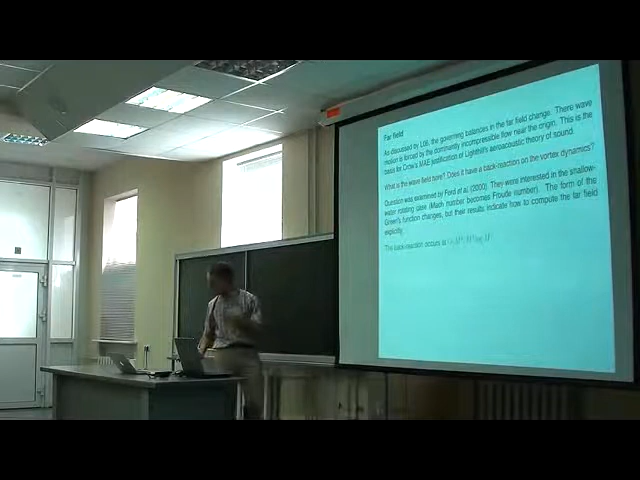 Far field
As discussed by L08, the governing balances in the far field change. There wave
motion is forced by the dominantly incompressible flow near the origin. This is the
basis for Crow's MAE justification of Lighthill's aeroacoustic theory of sound.
What is the wave field here? Does it have a back-reaction on the vortex dynamics?
Question was examined by Ford et al. (2000). They were interested in the shallow-
water rotating case (Mach number becomes Froude number). The form of the
Green's function changes, but their results indicate how to compute the far field
explicitly.
The back-reaction occurs at